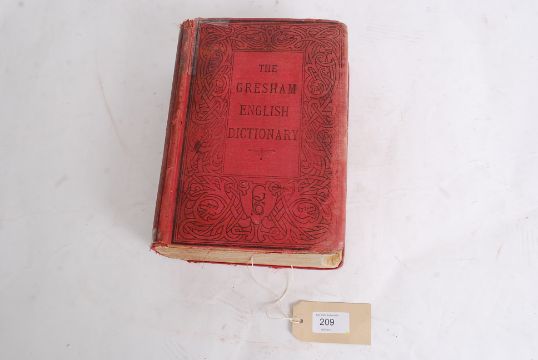 THE
GRESHAM
ENGLISH
DICTIONARY
209